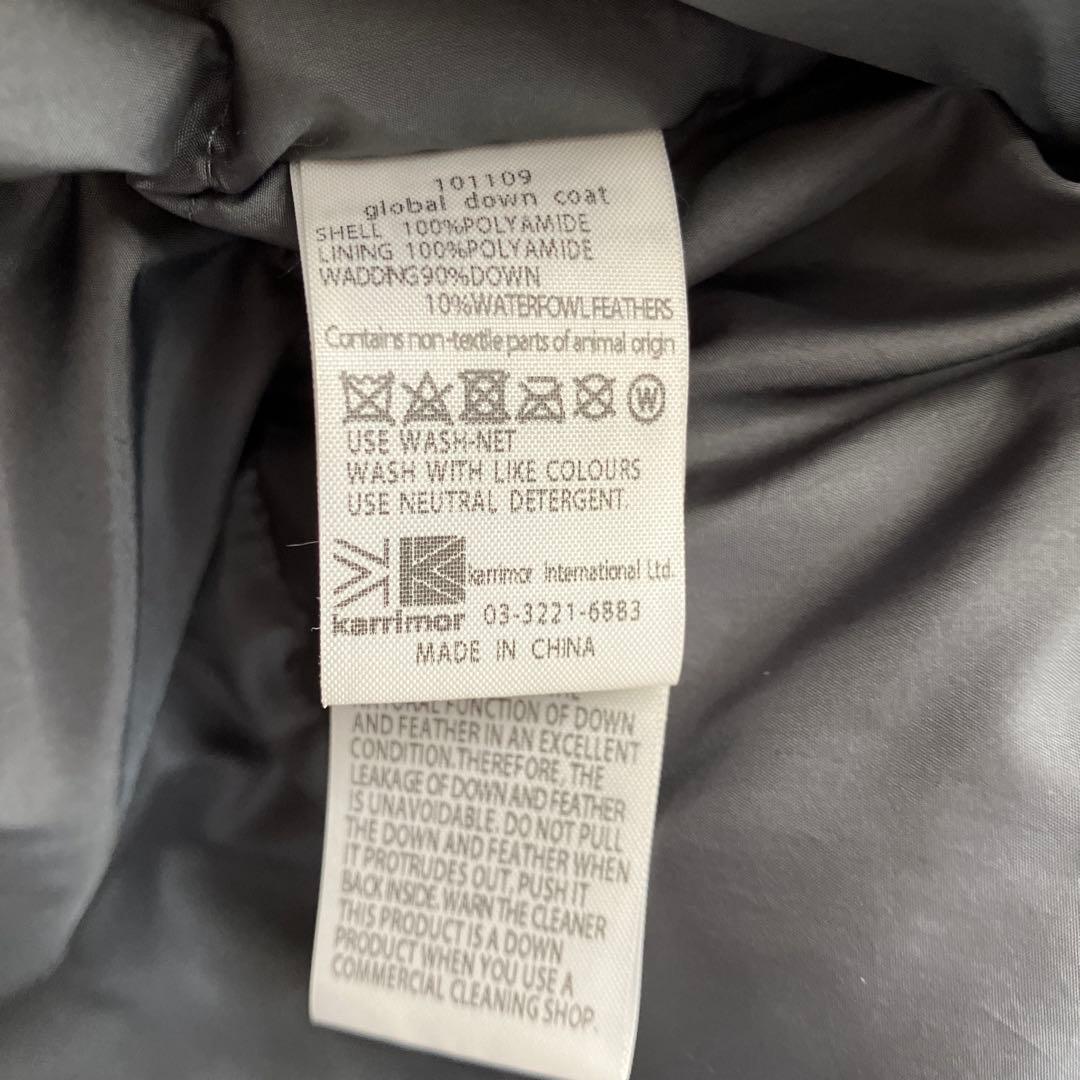 101109
global down coat
SHELL 100%POLYAMIDE
LINING 100%POLYAMIDE
WADDING90%DOWN
10%WATERFOWL FEATHERS
Contains non-textile parts of animal origin
W
USE WASH-NET
WASH WITH LIKE COLOURS
USE NEUTRAL DETERGENT.
karrimor international Ltd.
karrimor 03-3221-6883
MADE IN CHINA
FUNCTION OF DOWN
AND FEATHER IN AN EXCELLENT
CONDITION.THEREFORE, THE
LEAKAGE OF DOWN AND FEATHER
IS UNAVOIDABLE. DO NOT PULL
THE DOWN AND FEATHER WHEN
IT PROTRUDES OUT, PUSH IT
BACK INSIDE. WARN THE CLEANER
THIS PRODUCT IS A DOWN
PRODUCT WHEN YOU USE A
COMMERCIAL CLEANING SHOP.